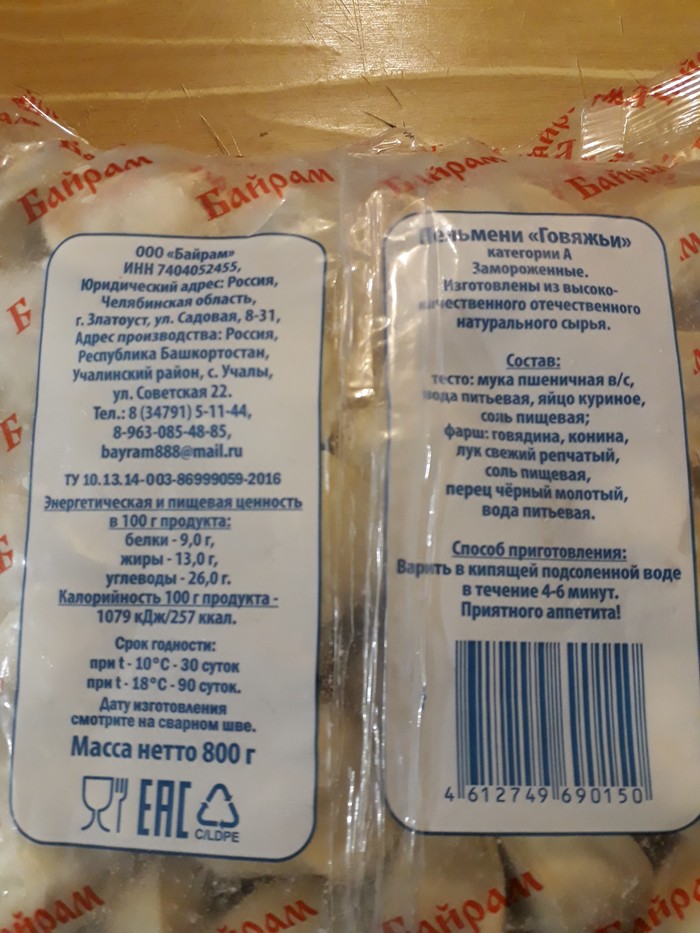 Байрам
Байрам
Байрам
Байрам
ООО «Байрам»
ИНН 7404052455,
Юридический адрес: Россия,
Челябинская область,
г. Златоуст, ул. Садовая, 8-31,
Адрес производства: Россия,
Республика Башкортостан,
Учалинский район, с. Учалы,
ул. Советская 22.
Тел.: 8 (34791) 5-11-44,
8-963-085-48-85,
bayram888@mail.ru
ТУ 10.13.14-003-86999059-2016
Энергетическая и пищевая ценность
в 100 г продукта:
белки - 9,0 г,
жиры - 13,0 г,
углеводы - 26,0 г.
Калорийность 100 г продукта -
1079 кДж/257 ккал.
Срок годности:
при t - 10°С - 30 суток
при t - 18°С - 90 суток.
Дату изготовления
смотрите на сварном шве.
Масса нетто 800 г
EAC
C/LDPE
Пельмени «Говяжьи»
категории А
Замороженные.
Изготовлены из высоко-
качественного отечественного
натурального сырья.
Состав:
тесто: мука пшеничная в/с,
вода питьевая, яйцо куриное,
соль пищевая;
фарш: говядина, конина,
лук свежий репчатый,
соль пищевая,
перец чёрный молотый,
вода питьевая.
Способ приготовления:
Варить в кипящей подсоленной воде
в течение 4-6 минут.
Приятного аппетита!
4 612749 690150
Байрам
Байрам
Байрам